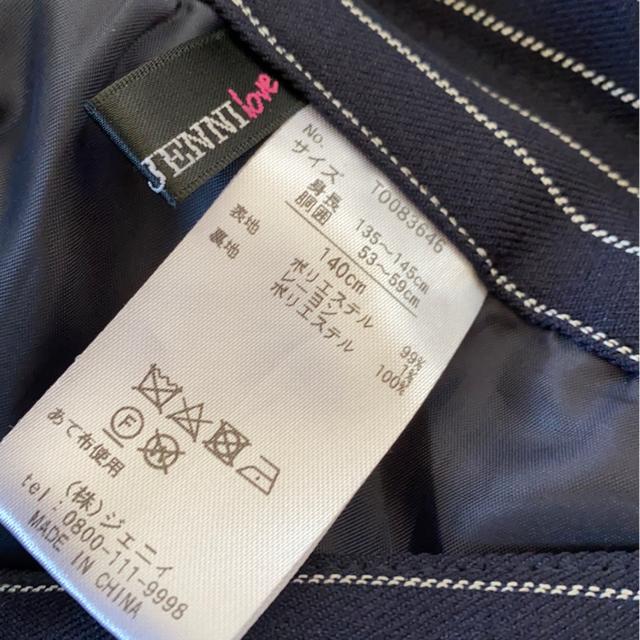 JENNI love
No. T0083646
サイズ
身長 135~145cm
胴囲 53~59cm
140cm
表地 ポリエステル 99%
レーヨン 1%
裏地 ポリエステル 100%
F
あて布使用
(株)ジェニィ
tel:0800-111-9998
MADE IN CHINA